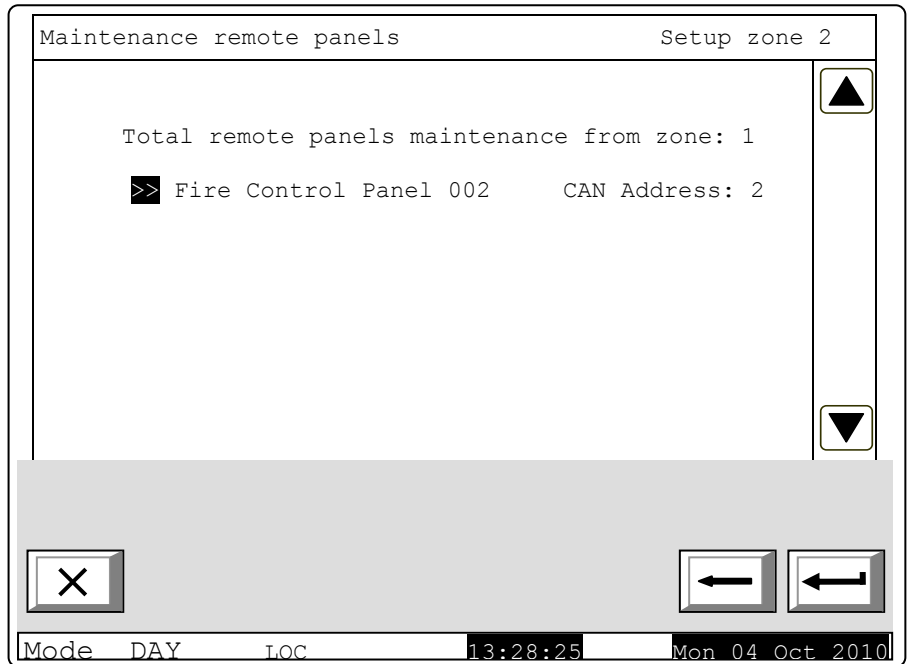 Maintenance remote panels Setup zone 2
Total remote panels maintenance from zone: 1
>> Fire Control Panel 002 CAN Address: 2
Mode DAY LOC 13:28:25 Mon 04 Oct 2010